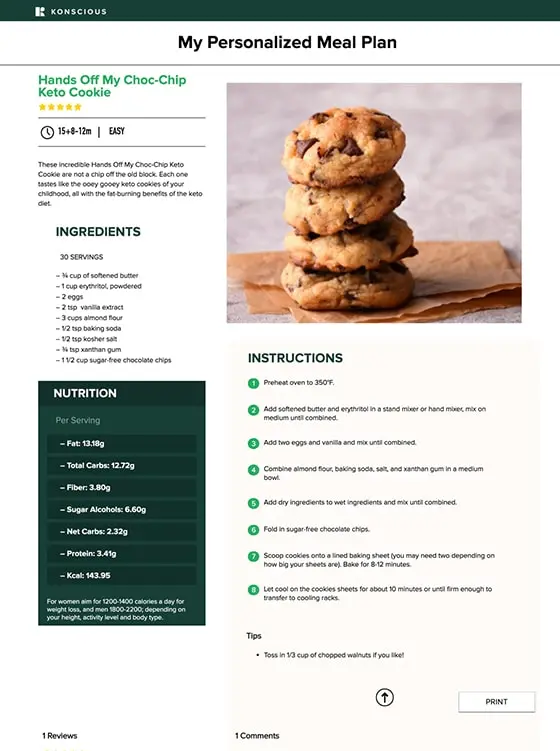 KONSCIOUS
My Personalized Meal Plan
Hands Off My Choc-Chip
Keto Cookie
15+8-12m | EASY
These incredible Hands Off My Choc-Chip Keto
Cookie are not a chip off the old block. Each one
tastes like the ooey gooey keto cookies of your
childhood, all with the fat-burning benefits of the keto
diet.
INGREDIENTS
30 SERVINGS
– ¾ cup of softened butter
– 1 cup erythritol, powdered
– 2 eggs
– 2 tsp vanilla extract
– 3 cups almond flour
– 1/2 tsp baking soda
– 1/2 tsp kosher salt
– ¾ tsp xanthan gum
– 1 1/2 cup sugar-free chocolate chips
NUTRITION
Per Serving
– Fat: 13.18g
– Total Carbs: 12.72g
– Fiber: 3.80g
– Sugar Alcohols: 6.60g
– Net Carbs: 2.32g
– Protein: 3.41g
– Kcal: 143.95
For women aim for 1200-1400 calories a day for
weight loss, and men 1800-2200; depending on
your height, activity level and body type.
INSTRUCTIONS
1 Preheat oven to 350°F.
2 Add softened butter and erythritol in a stand mixer or hand mixer, mix on
medium until combined.
3 Add two eggs and vanilla and mix until combined.
4 Combine almond flour, baking soda, salt, and xanthan gum in a medium
bowl.
5 Add dry ingredients to wet ingredients and mix until combined.
6 Fold in sugar-free chocolate chips.
7 Scoop cookies onto a lined baking sheet (you may need two depending on
how big your sheets are). Bake for 8-12 minutes.
8 Let cool on the cookies sheets for about 10 minutes or until firm enough to
transfer to cooling racks.
Tips
• Toss in 1/3 cup of chopped walnuts if you like!
PRINT
1 Reviews
1 Comments